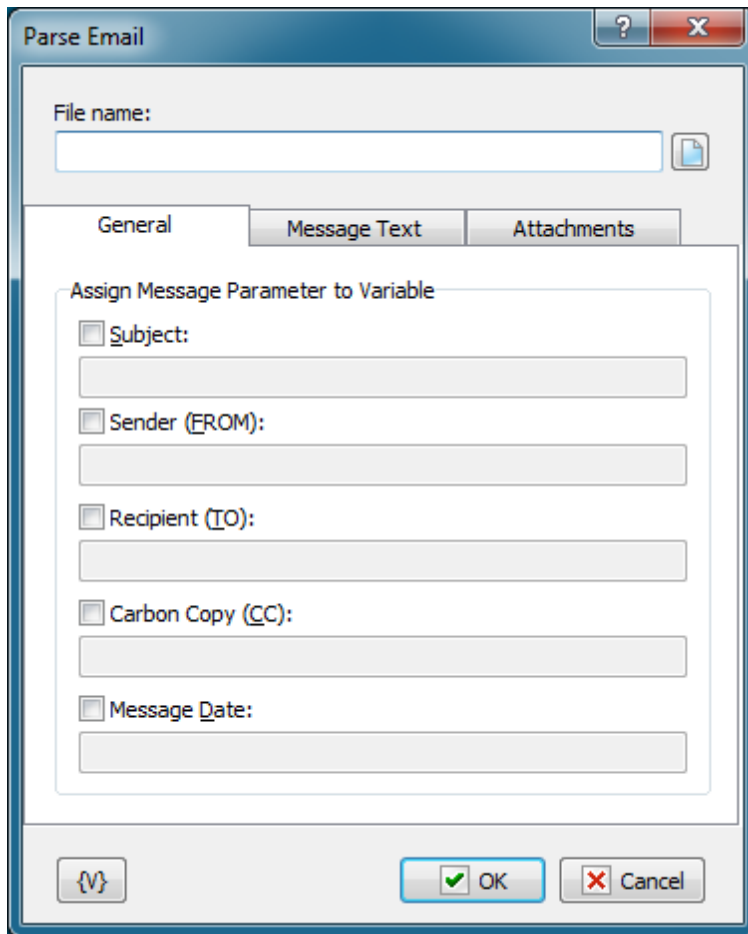 Parse Email
?
File name:
General Message Text Attachments
Assign Message Parameter to Variable
Subject:
Sender (FROM):
Recipient (TO):
Carbon Copy (CC):
Message Date:
{V} OK Cancel